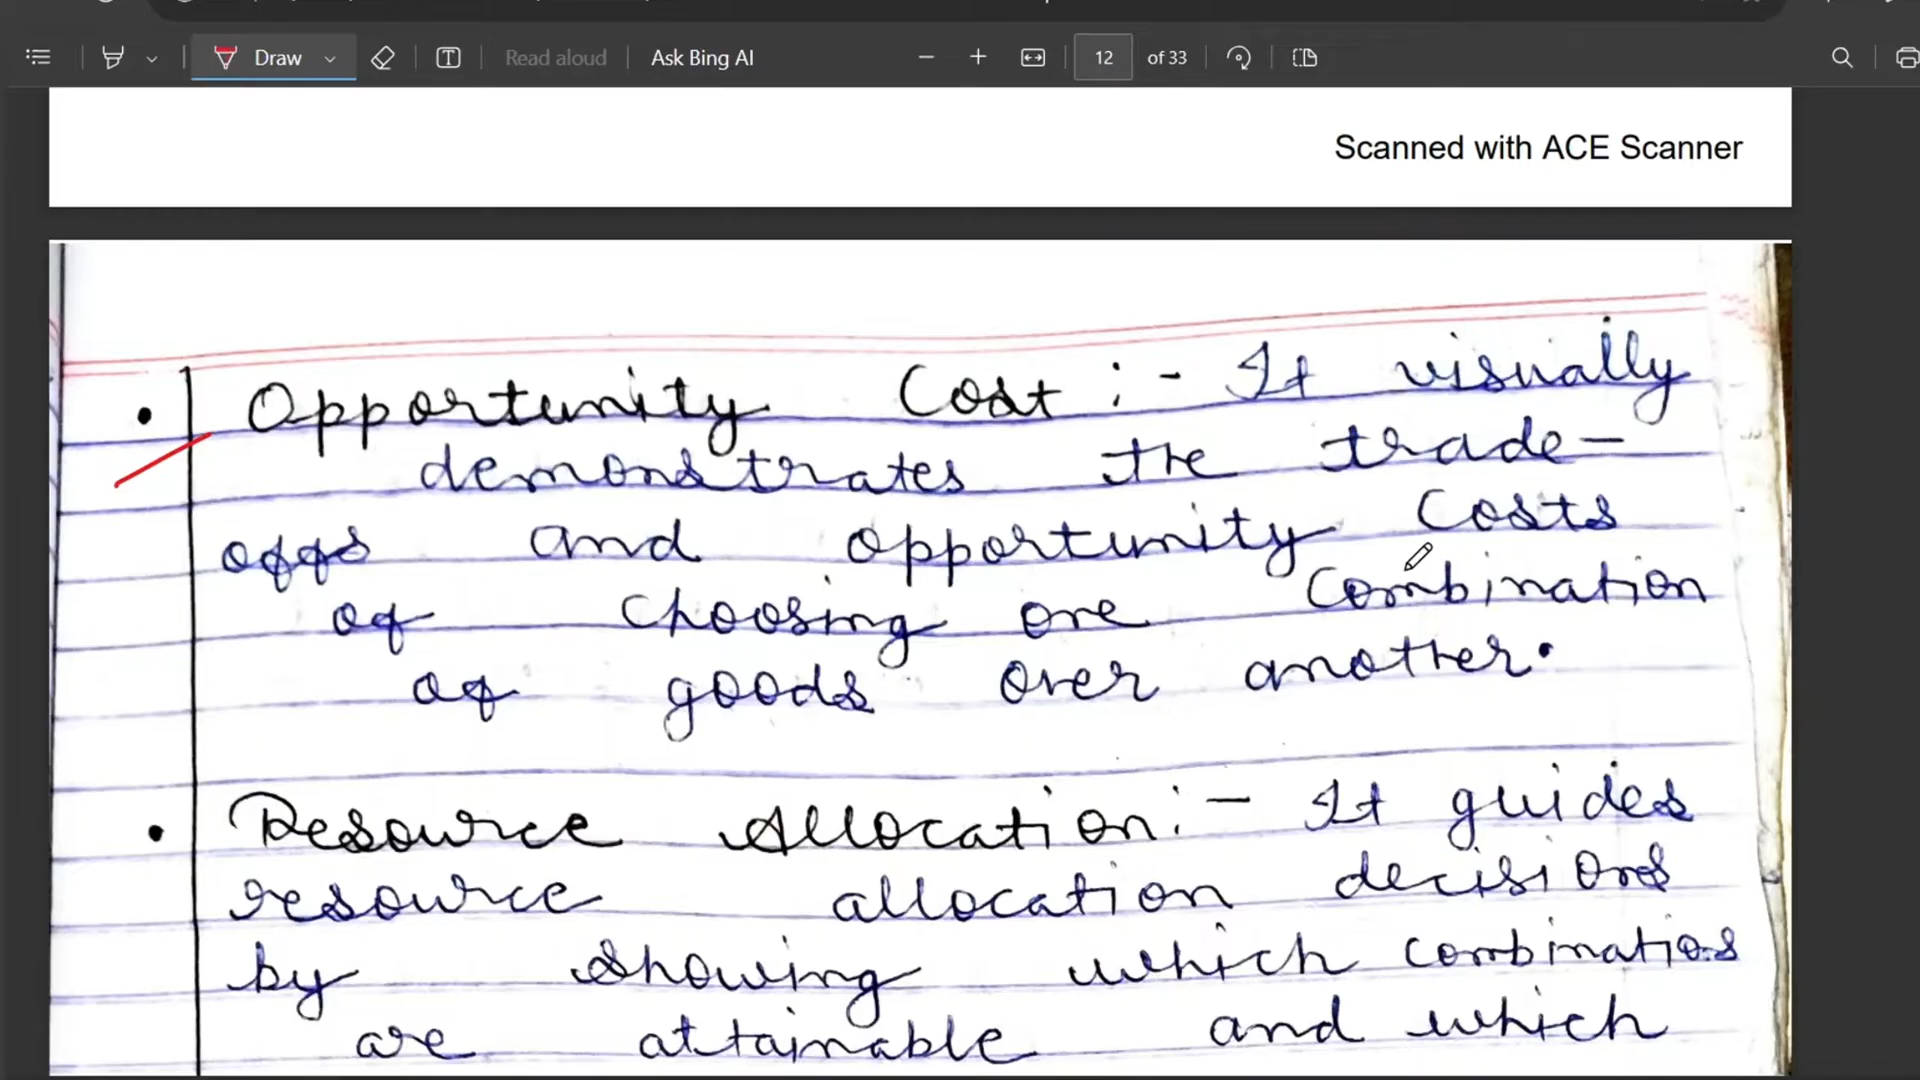 Draw
Read aloud
Ask Bing AI
12 of 33
Scanned with ACE Scanner
• Opportunity Cost :- It visually
demonstrates the trade-
offs and opportunity Costs
of Choosing one Combination
of goods over another.
• Resource Allocation :- It guides
resource allocation decisions
by showing which combinations
are attainable and which